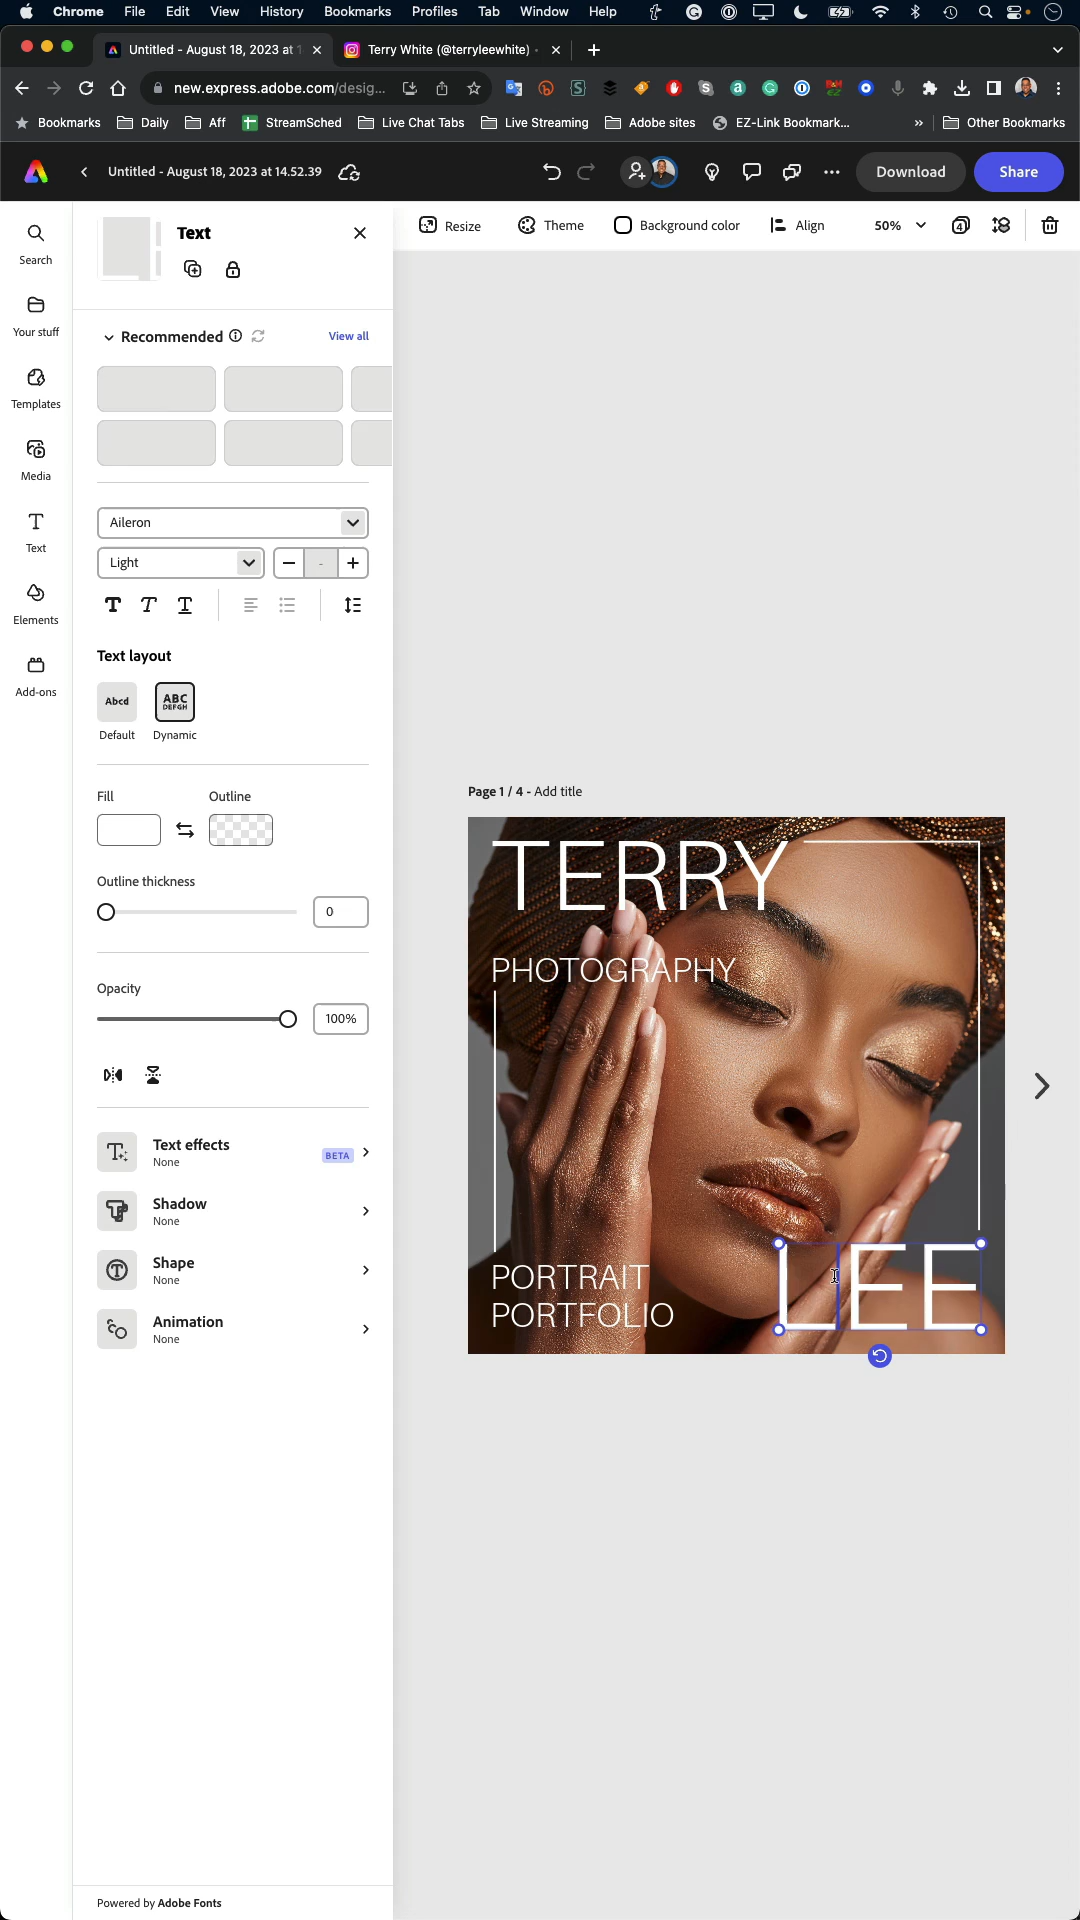 Chrome File Edit View History Bookmarks Profiles Tab Window Help
Untitled - August 18, 2023 at 1
Terry White (@terryleewhite)
new.express.adobe.com/desig...
Bookmarks Daily Aff StreamSched Live Chat Tabs Live Streaming Adobe sites EZ-Link Bookmark... » Other Bookmarks
Untitled - August 18, 2023 at 14.52.39
Download
Share
Search
Your stuff
Templates
Media
Text
Elements
Add-ons
Text
Resize Theme Background color Align 50% 4
Recommended
View all
Aileron
Light
-
Text layout
Abcd
ABC
DEFGH
Default Dynamic
Fill Outline
Outline thickness
0
Opacity
100%
Text effects
None
BETA
Shadow
None
Shape
None
Animation
None
Powered by Adobe Fonts
Page 1 / 4 - Add title
TERRY
PHOTOGRAPHY
PORTRAIT
PORTFOLIO
LEE